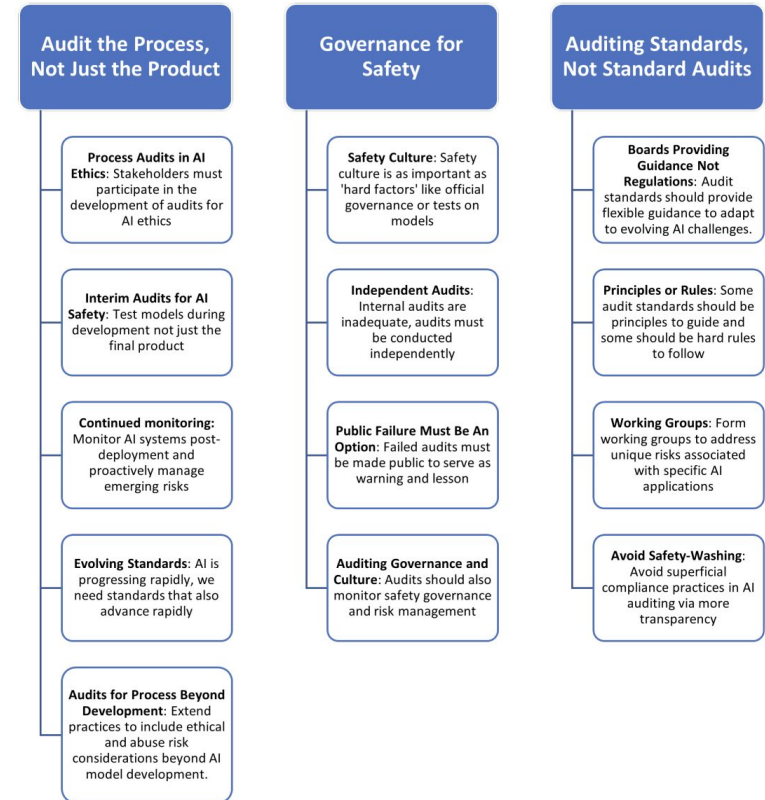 Audit the Process,
Not Just the Product
Process Audits in AI
Ethics: Stakeholders must
participate in the
development of audits for
AI ethics
Interim Audits for AI
Safety: Test models during
development not just the
final product
Continued monitoring:
Monitor AI systems post-
deployment and
proactively manage
emerging risks
Evolving Standards: AI is
progressing rapidly, we
need standards that also
advance rapidly
Audits for Process Beyond
Development: Extend
practices to include ethical
and abuse risk
considerations beyond AI
model development.
Governance for
Safety
Safety Culture: Safety
culture is as important as
'hard factors' like official
governance or tests on
models
Independent Audits:
Internal audits are
inadequate, audits must
be conducted
independently
Public Failure Must Be An
Option: Failed audits must
be made public to serve as
warning and lesson
Auditing Governance and
Culture: Audits should also
monitor safety governance
and risk management
Auditing Standards,
Not Standard Audits
Boards Providing
Guidance Not
Regulations: Audit
standards should provide
flexible guidance to adapt
to evolving AI challenges.
Principles or Rules: Some
audit standards should be
principles to guide and
some should be hard rules
to follow
Working Groups: Form
working groups to address
unique risks associated
with specific AI
applications
Avoid Safety-Washing:
Avoid superficial
compliance practices in AI
auditing via more
transparency